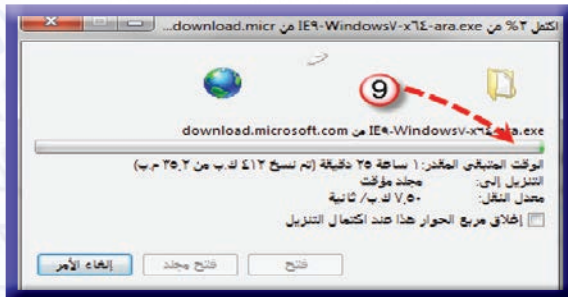 اكتمل ٢% من IE٩-Windows٧-x٦٤-ara.exe من download.micr...
9
IE٩-Windows٧-x٦٤-ara.exe من download.microsoft.com
الوقت المتبقي المقدر: ١ ساعة ٢٥ دقيقة (تم نسخ ٤١٢ ك.ب من ٣٥,٢ م.ب)
التنزيل إلى: مجلد مؤقت
معدل النقل: ٧,٥٠ ك.ب/ ثانية
إغلاق مربع الحوار هذا عند اكتمال التنزيل
فتح فتح مجلد إلغاء الأمر